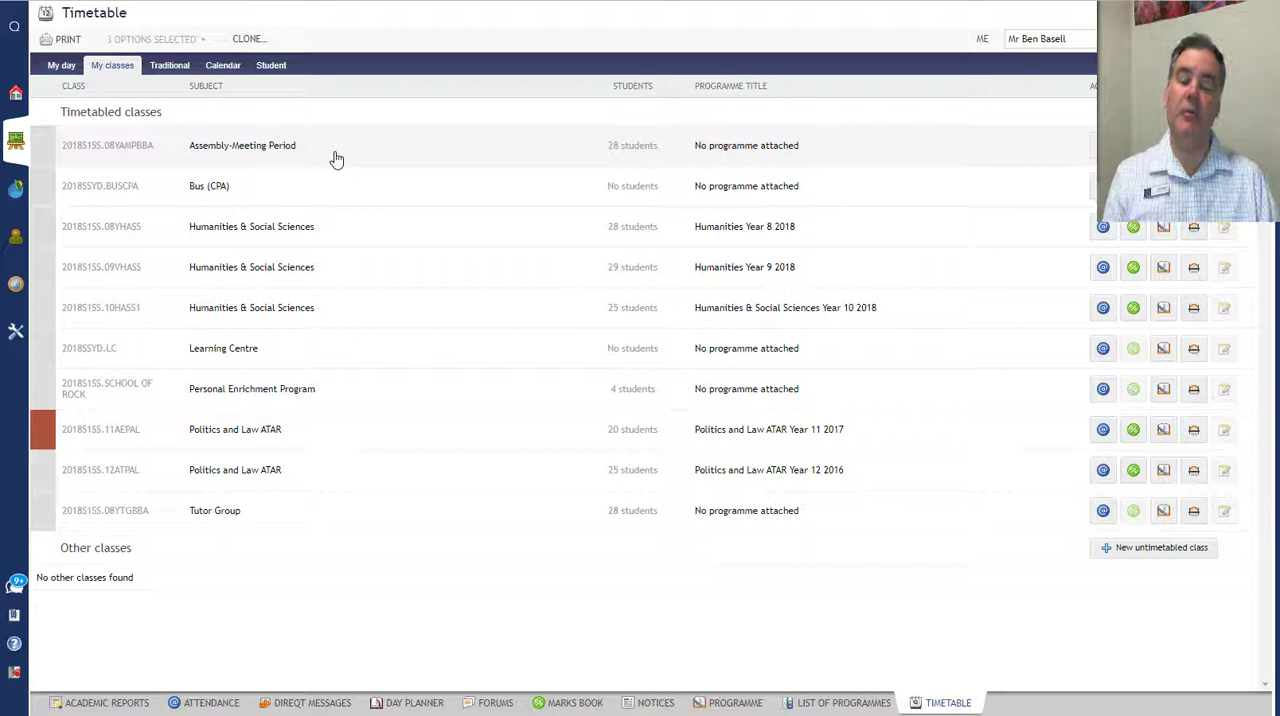 Timetable
PRINT 3 OPTIONS SELECTED CLONE... ME Mr Ben Basell
My day My classes Traditional Calendar Student
CLASS SUBJECT STUDENTS PROGRAMME TITLE
Timetabled classes
2018S1SS.08YAMPBBA Assembly-Meeting Period 28 students No programme attached
2018SSYD.BUSCPA Bus (CPA) No students No programme attached
2018S1SS.08YHASS Humanities & Social Sciences 28 students Humanities Year 8 2018
2018S1SS.09VHASS Humanities & Social Sciences 29 students Humanities Year 9 2018
2018S1SS.10HASS1 Humanities & Social Sciences 25 students Humanities & Social Sciences Year 10 2018
2018SSYD.LC Learning Centre No students No programme attached
2018S1SS.SCHOOL OF
ROCK Personal Enrichment Program 4 students No programme attached
2018S1SS.11AEPAL Politics and Law ATAR 20 students Politics and Law ATAR Year 11 2017
2018S1SS.12ATPAL Politics and Law ATAR 25 students Politics and Law ATAR Year 12 2016
2018S1SS.08YTGBBA Tutor Group 28 students No programme attached
Other classes New untimetabled class
No other classes found
9+
ACADEMIC REPORTS ATTENDANCE DIREQT MESSAGES DAY PLANNER FORUMS MARKS BOOK NOTICES PROGRAMME LIST OF PROGRAMMES TIMETABLE